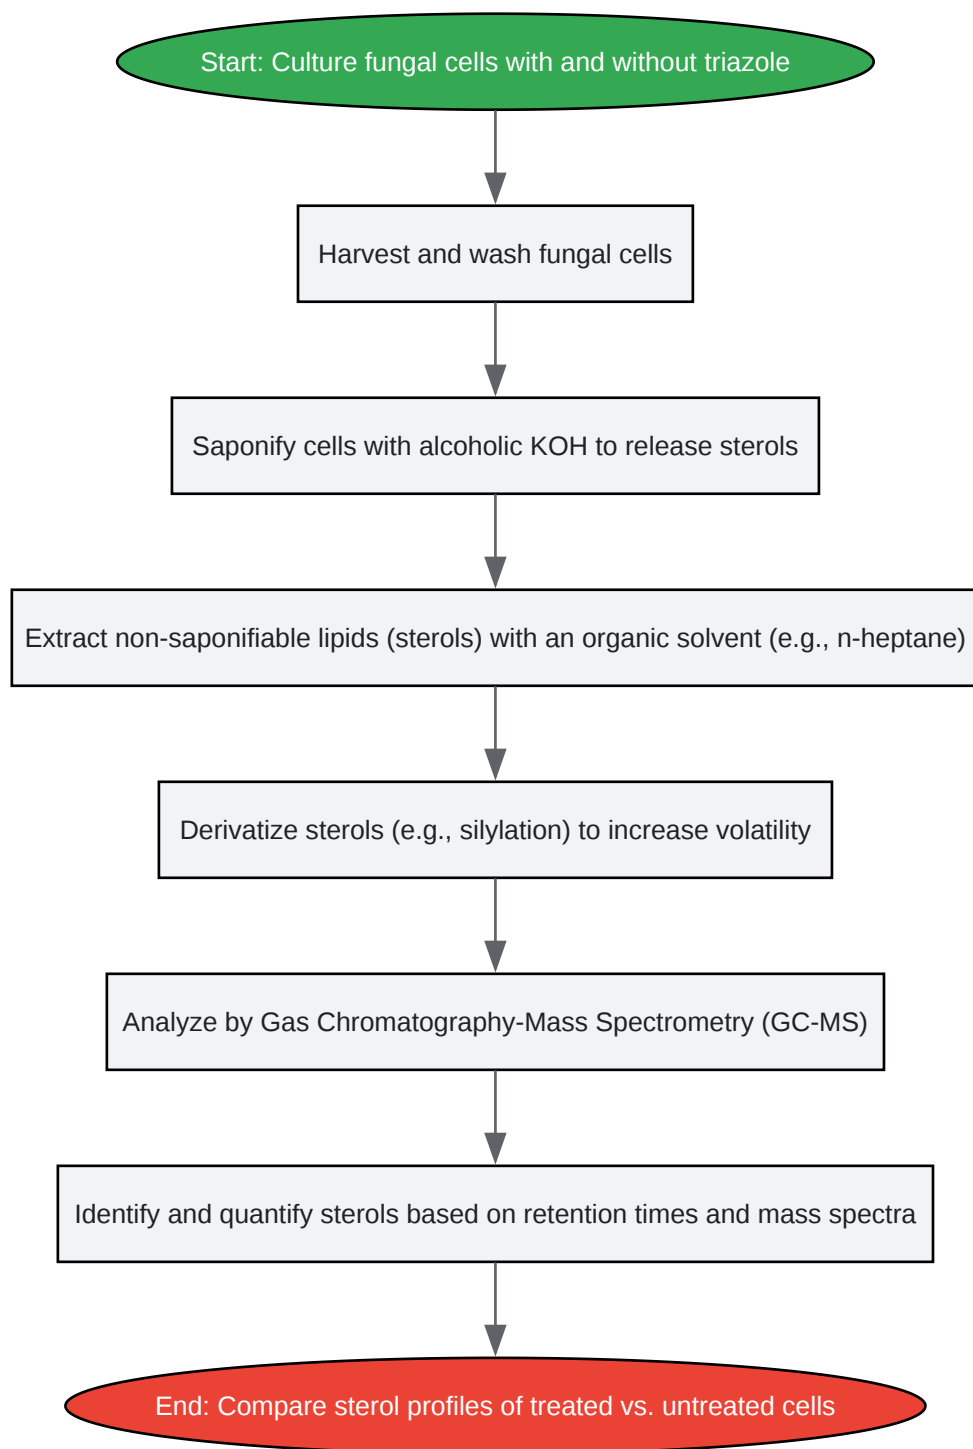 Start: Culture fungal cells with and without triazole
Harvest and wash fungal cells
Saponify cells with alcoholic KOH to release sterols
Extract non-saponifiable lipids (sterols) with an organic solvent (e.g., n-heptane)
Derivatize sterols (e.g., silylation) to increase volatility
Analyze by Gas Chromatography-Mass Spectrometry (GC-MS)
Identify and quantify sterols based on retention times and mass spectra
End: Compare sterol profiles of treated vs. untreated cells